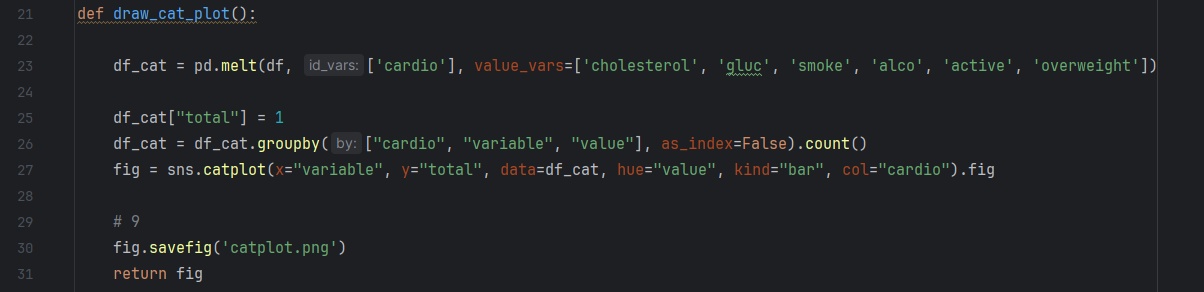 21 def draw_cat_plot():
22
23 df_cat = pd.melt(df, id_vars: ['cardio'], value_vars=['cholesterol', 'gluc', 'smoke', 'alco', 'active', 'overweight'])
24
25 df_cat["total"] = 1
26 df_cat = df_cat.groupby( by: ["cardio", "variable", "value"], as_index=False).count()
27 fig = sns.catplot(x="variable", y="total", data=df_cat, hue="value", kind="bar", col="cardio").fig
28
29 # 9
30 fig.savefig('catplot.png')
31 return fig